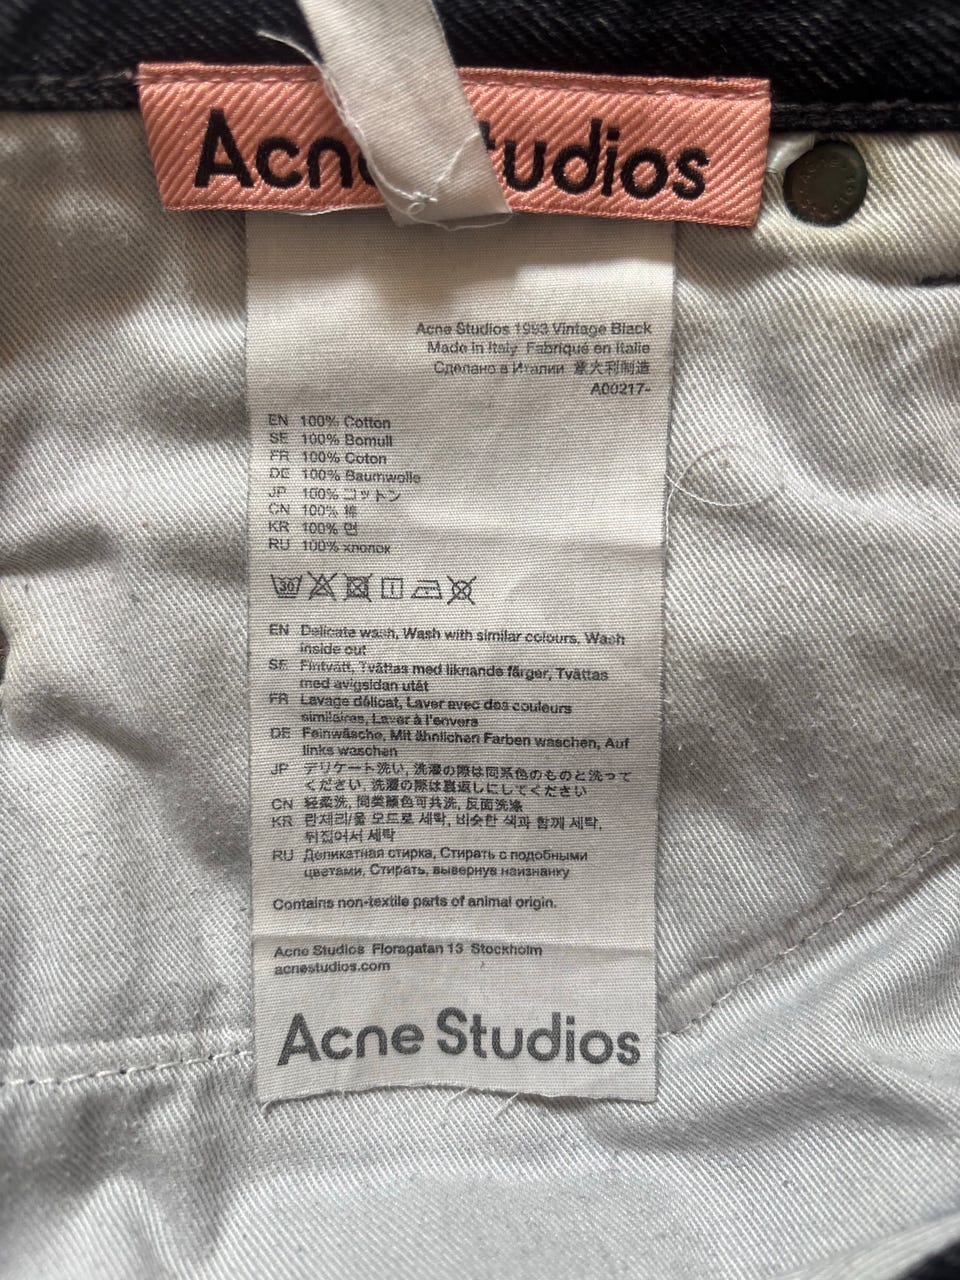 Acne Studios
Acne Studios 1993 Vintage Black
Made in Italy Fabriqué en Italie
Сделано в Италии 意大利制造
A00217-
EN 100% Cotton
SE 100% Bomull
FR 100% Coton
DE 100% Baumwolle
JP 100% コットン
CN 100% 棉
KR 100% 면
RU 100% хлопок
30
EN Delicate wash, Wash with similar colours, Wash
inside out
SE Fintvätt, Tvättas med liknande färger, Tvättas
med avigsidan utåt
FR Lavage délicat, Laver avec des couleurs
similaires, Laver à l'envers
DE Feinwäsche, Mit ähnlichen Farben waschen, Auf
links waschen
JP デリケート洗い, 洗濯の際は同系色のものと洗って
ください, 洗濯の際は裏返しにしてください
CN 轻柔洗, 同类颜色可共洗, 反面洗涤
KR 란제리/울 모드로 세탁, 비슷한 색과 함께 세탁,
뒤집어서 세탁
RU Деликатная стирка, Стирать с подобными
цветами, Стирать, вывернув наизнанку
Contains non-textile parts of animal origin.
Acne Studios Floragatan 13 Stockholm
acnestudios.com
Acne Studios